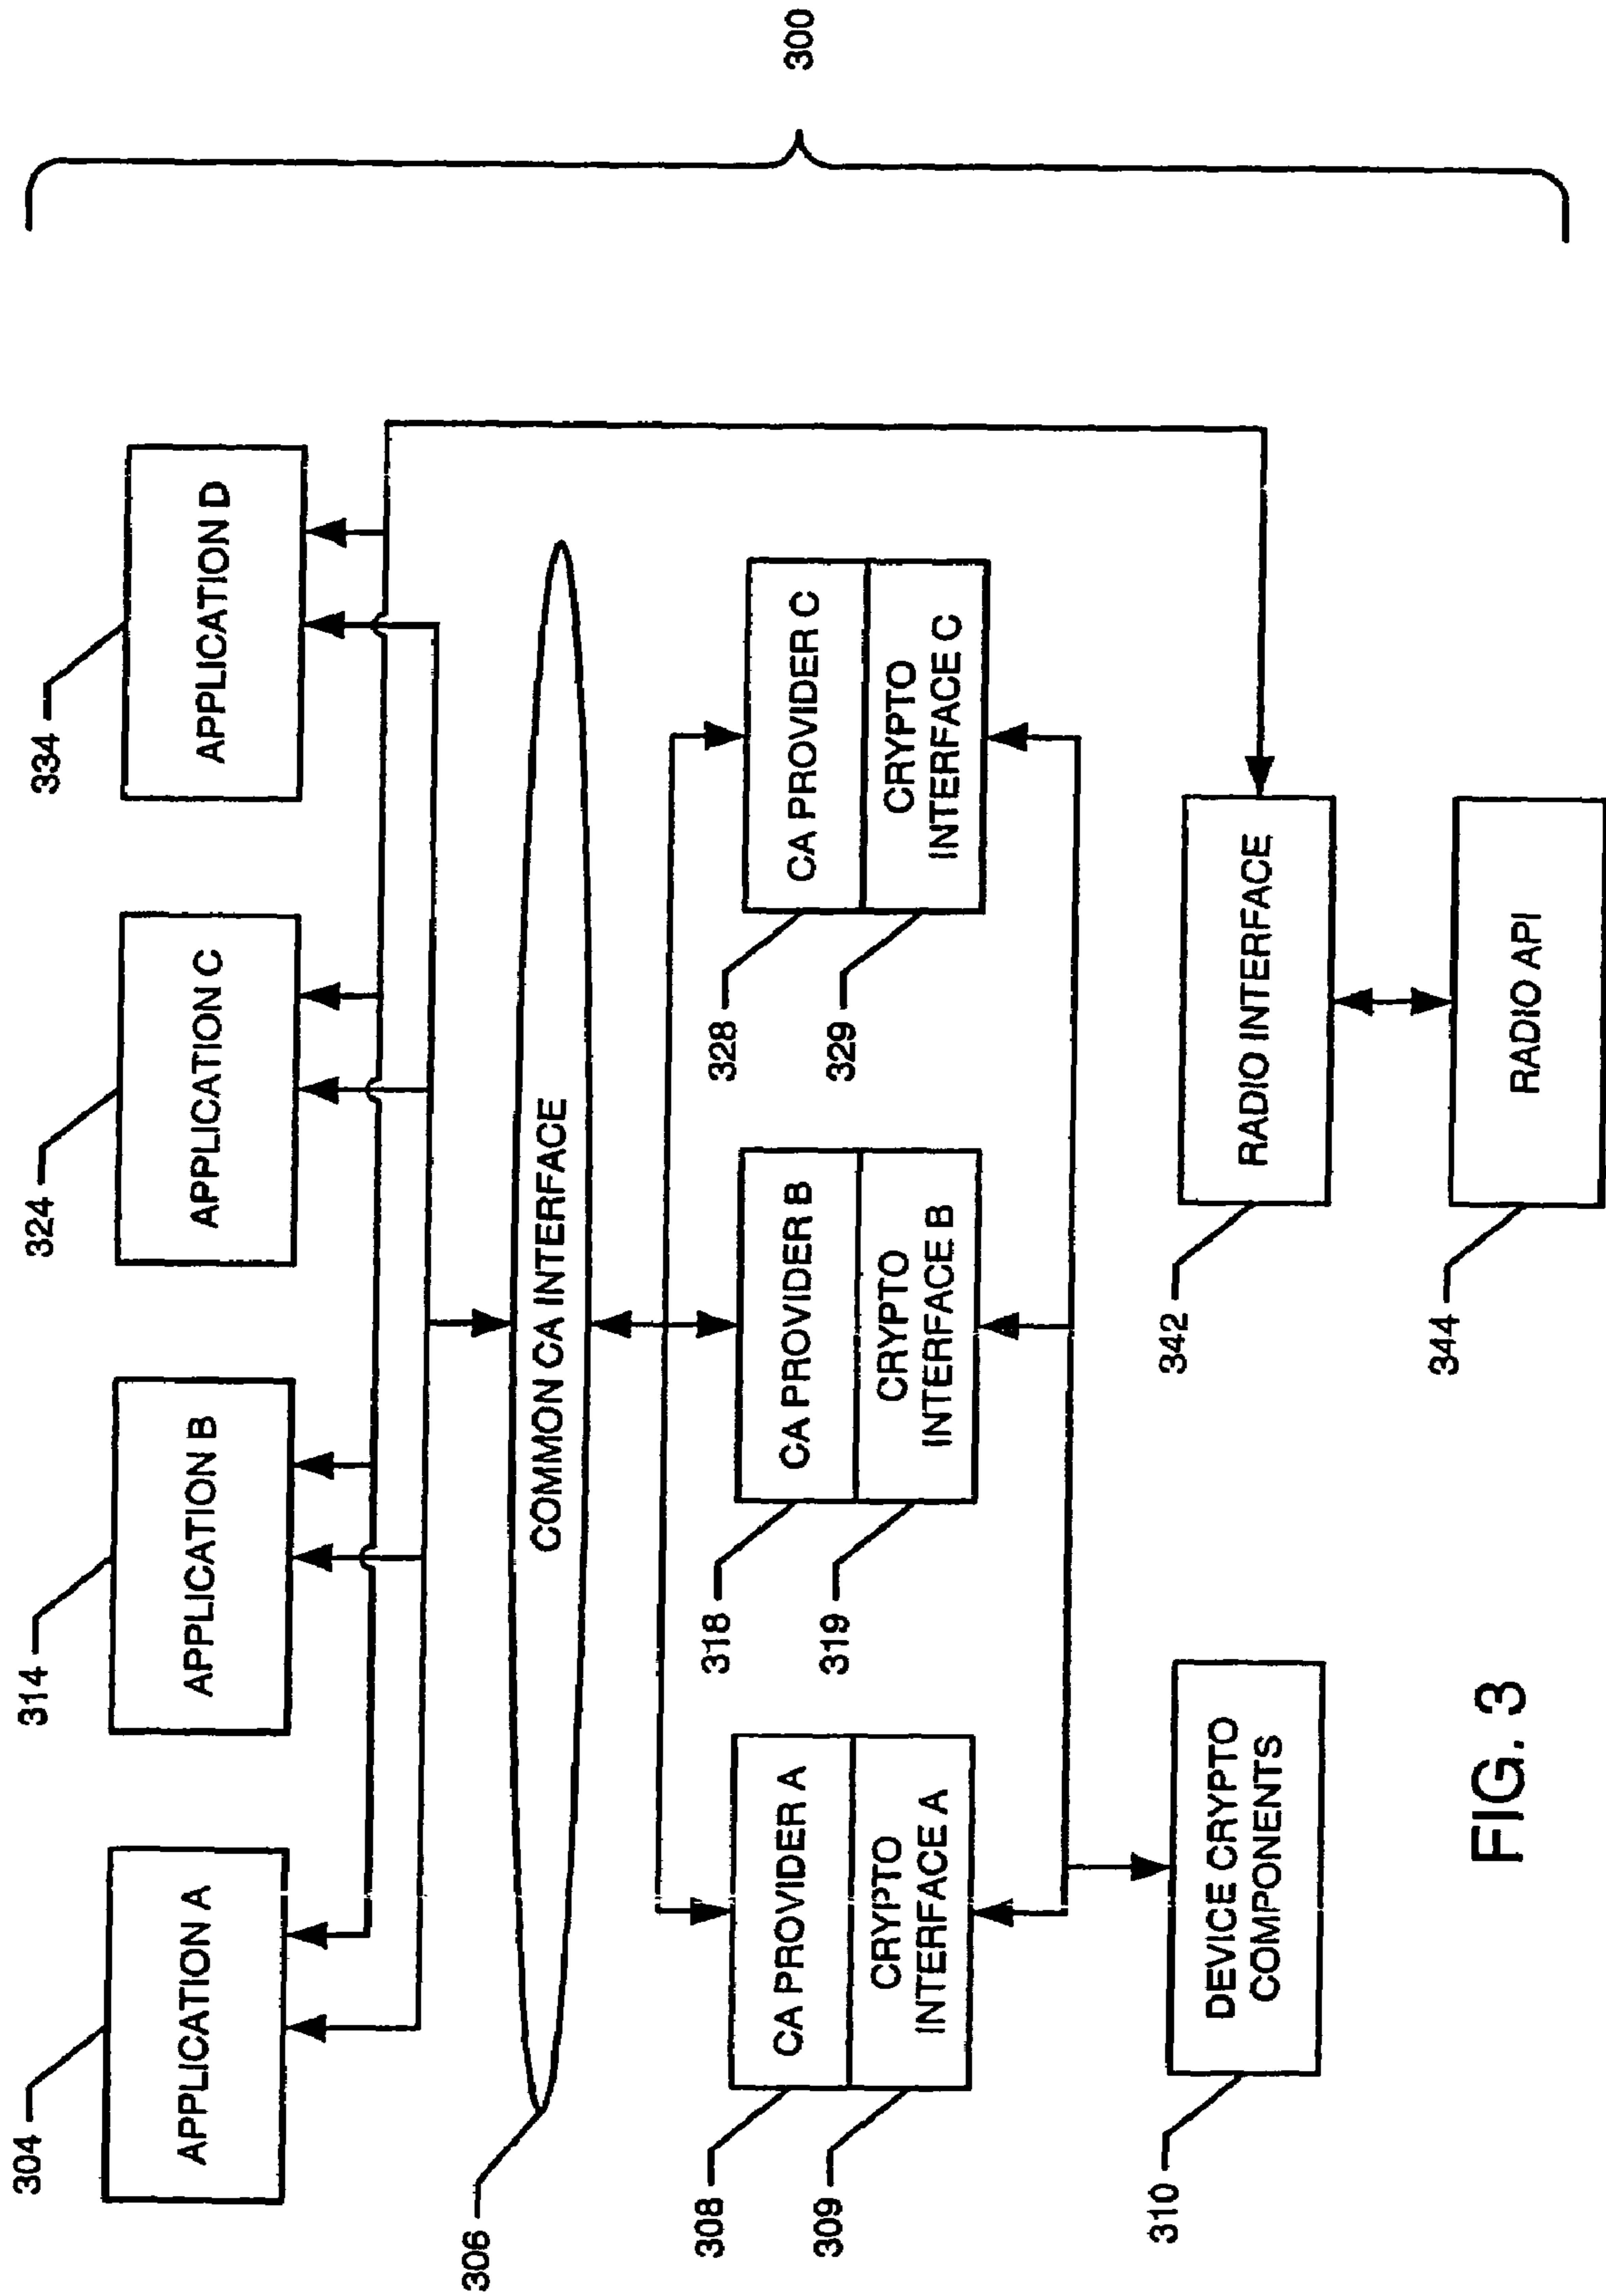 304
APPLICATION A
314
APPLICATION B
324
APPLICATION C
334
APPLICATION D
306
COMMON CA INTERFACE
308
CA PROVIDER A
309
CRYPTO
INTERFACE A
318
CA PROVIDER B
319
CRYPTO
INTERFACE B
328
CA PROVIDER C
329
CRYPTO
INTERFACE C
310
DEVICE CRYPTO
COMPONENTS
342
RADIO INTERFACE
344
RADIO API
300
FIG. 3